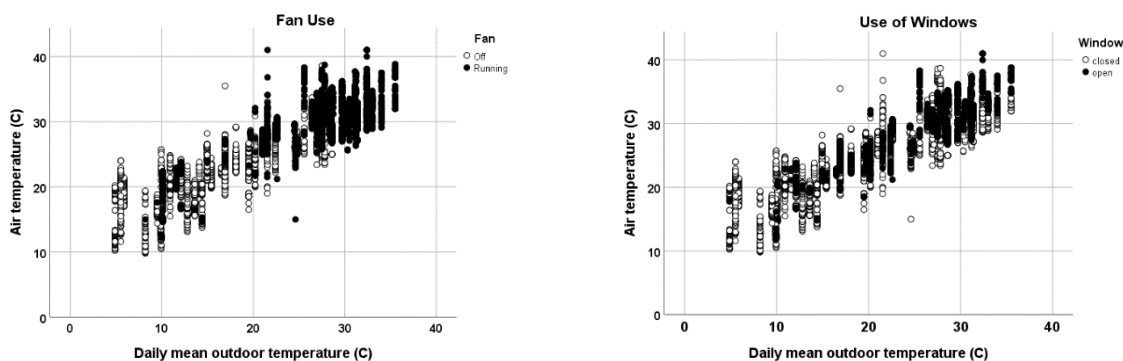 Fan Use
Fan
Off
Running
Air temperature (C)
40
30
20
10
0
0 10 20 30 40
Daily mean outdoor temperature (C)
Use of Windows
Window
closed
open
Air temperature (C)
40
30
20
10
0
0 10 20 30 40
Daily mean outdoor temperature (C)